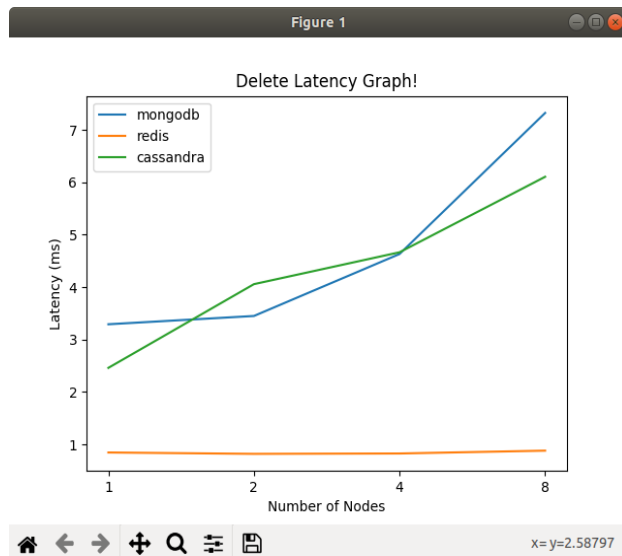 Figure 1
Delete Latency Graph!
mongodb
redis
cassandra
7
6
5
4
3
2
1
Latency (ms)
1 2 4 8
Number of Nodes
x= y=2.58797